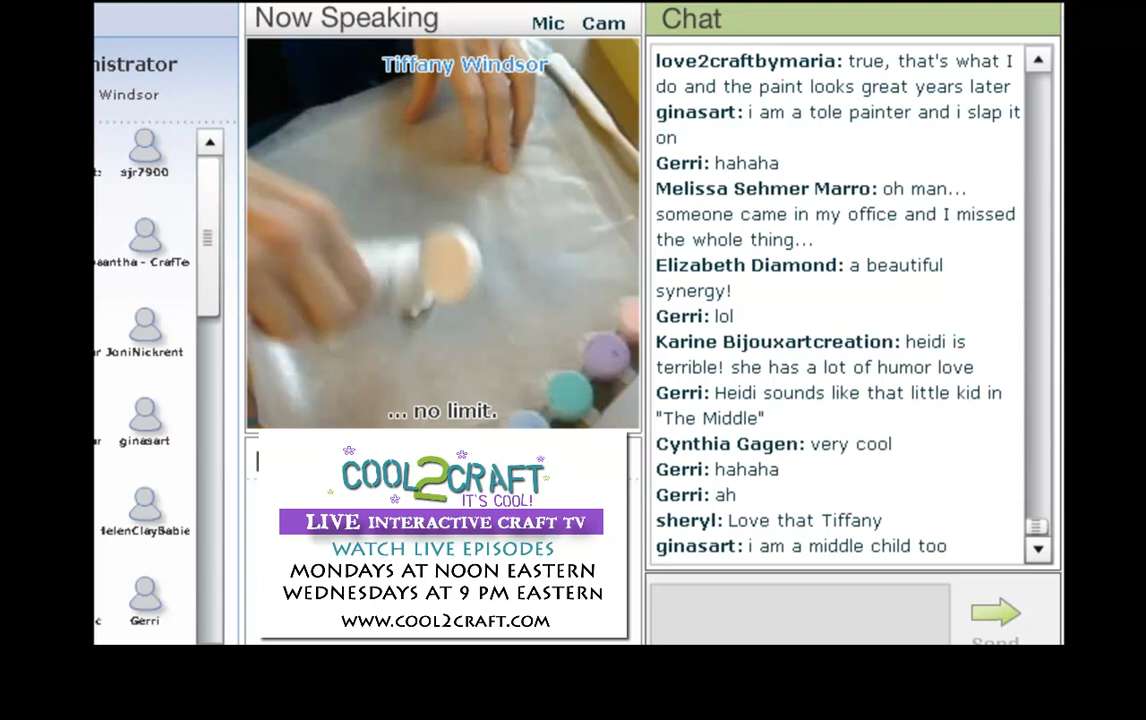 Now Speaking
Mic Cam
Chat
nistrator
Windsor
sjr7900
JoniNickrent
ginasart
Gerri
Tiffany Windsor
... no limit.
COOL2CRAFT
IT'S COOL!
LIVE INTERACTIVE CRAFT TV
WATCH LIVE EPISODES
MONDAYS AT NOON EASTERN
WEDNESDAYS AT 9 PM EASTERN
WWW.COOL2CRAFT.COM
love2craftbymaria: true, that's what I
do and the paint looks great years later
ginasart: i am a tole painter and i slap it
on
Gerri: hahaha
Melissa Sehmer Marro: oh man...
someone came in my office and I missed
the whole thing...
Elizabeth Diamond: a beautiful
synergy!
Gerri: lol
Karine Bijouxartcreation: heidi is
terrible! she has a lot of humor love
Gerri: Heidi sounds like that little kid in
"The Middle"
Cynthia Gagen: very cool
Gerri: hahaha
Gerri: ah
sheryl: Love that Tiffany
ginasart: i am a middle child too
Send